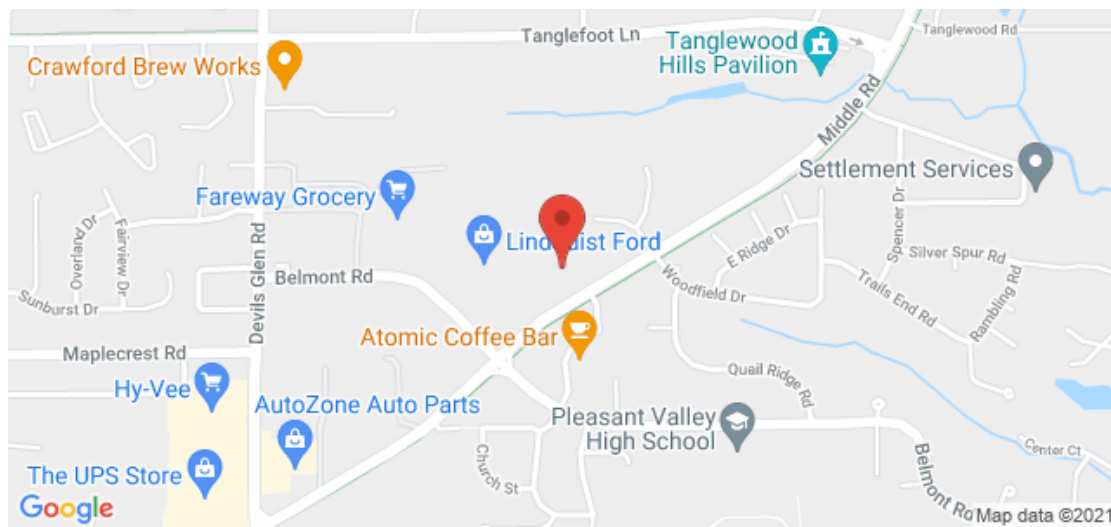 Tanglefoot Ln
Tanglewood
Hills Pavilion
Tanglewood Rd
Crawford Brew Works
Middle Rd
Settlement Services
Fareway Grocery
Overland Dr
Fairview Dr
Devils Glen Rd
Lindquist Ford
E Ridge Dr
Spencer Dr
Silver Spur Rd
Belmont Rd
Sunburst Dr
Woodfield Dr
Trails End Rd
Rambling Rd
Atomic Coffee Bar
Maplecrest Rd
Hy-Vee
Quail Ridge Rd
AutoZone Auto Parts
Pleasant Valley
High School
Church St
Center Ct
The UPS Store
Belmont Rd
Google
Map data ©2021